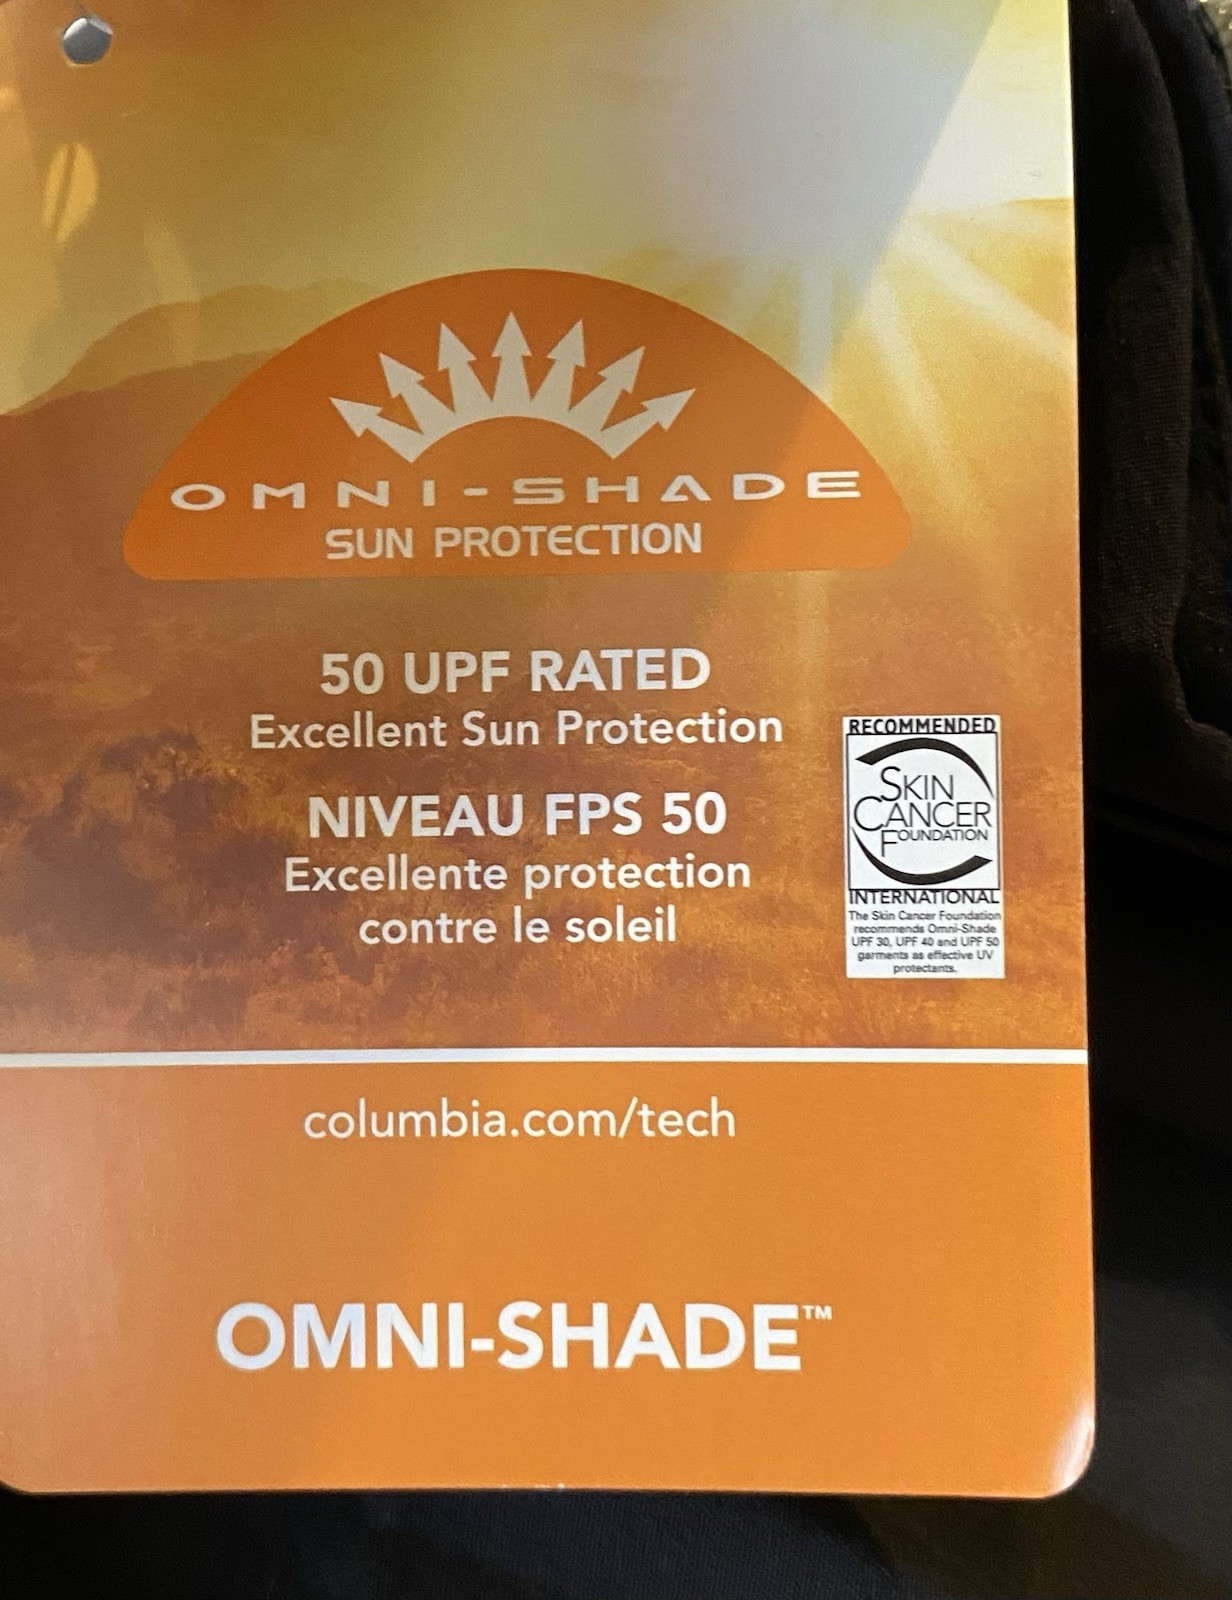 OMNI-SHADE
SUN PROTECTION
50 UPF RATED
Excellent Sun Protection
NIVEAU FPS 50
Excellente protection
contre le soleil
RECOMMENDED
SKIN
CANCER
FOUNDATION
INTERNATIONAL
The Skin Cancer Foundation
recommends Omni-Shade
UPF 30, UPF 40 and UPF 50
garments as effective UV
protectants.
columbia.com/tech
OMNI-SHADE™